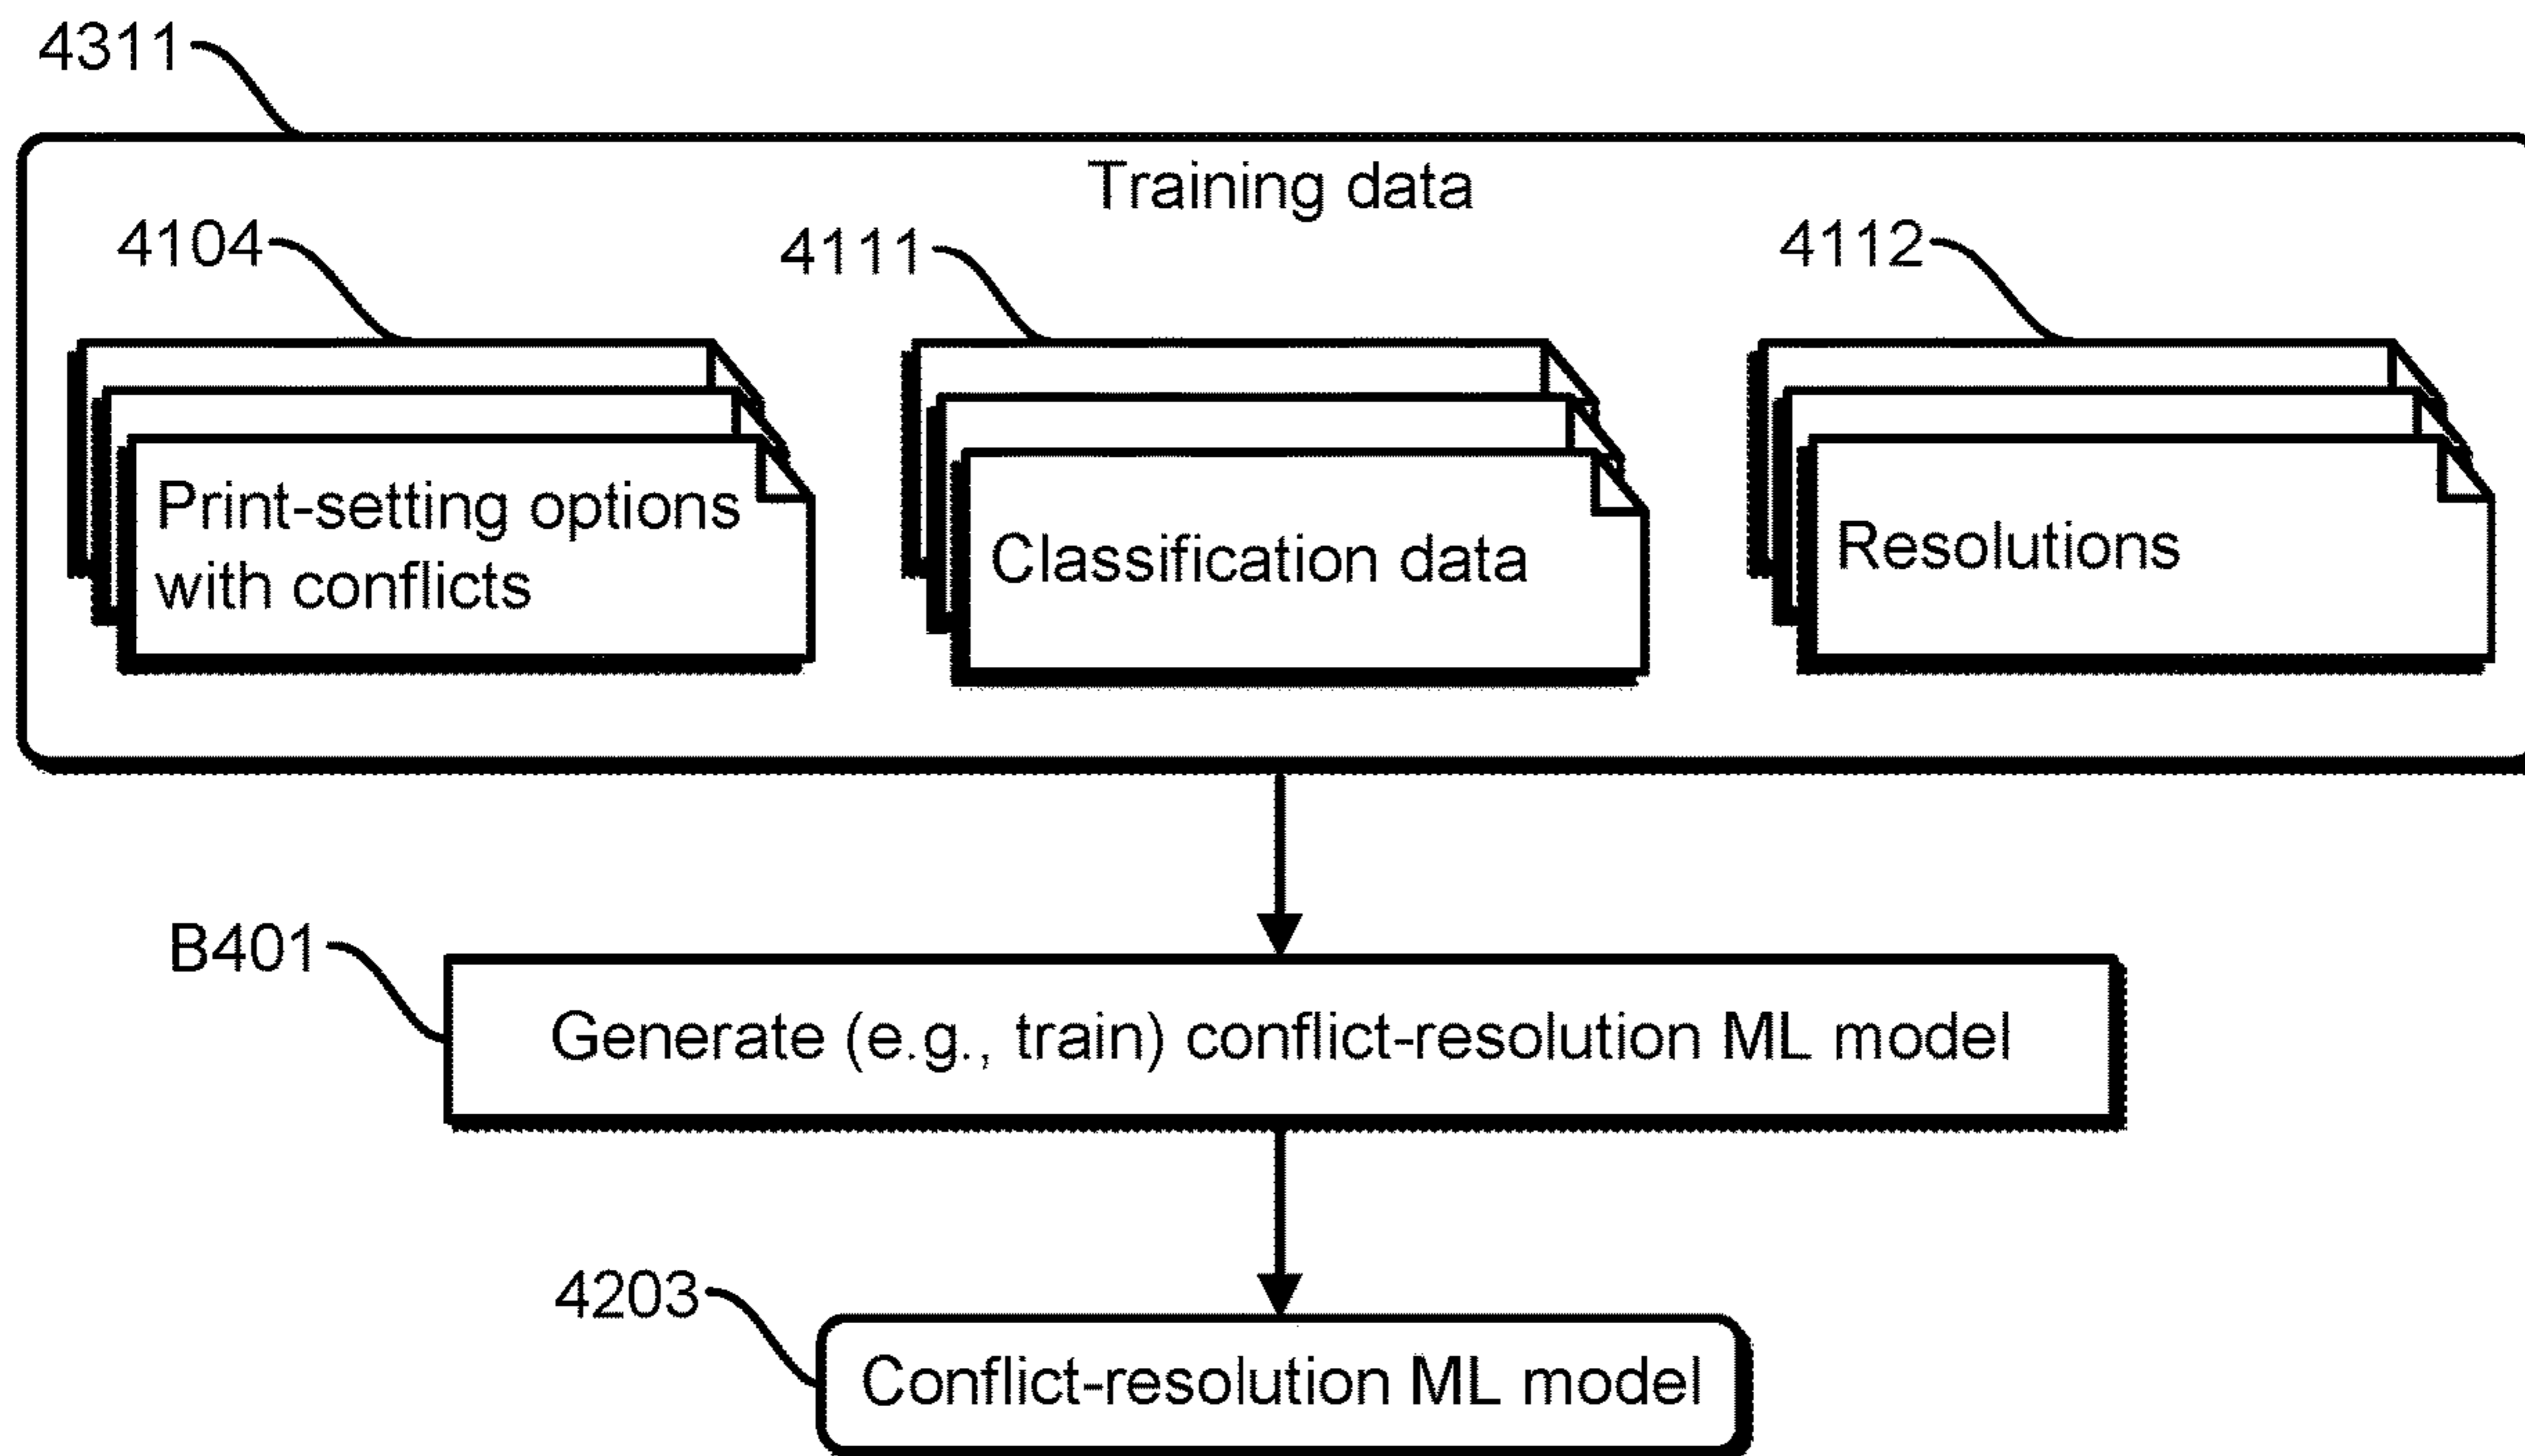 4311
Training data
4104
4111
4112
Print-setting options
with conflicts
Classification data
Resolutions
B401
Generate (e.g., train) conflict-resolution ML model
4203
Conflict-resolution ML model